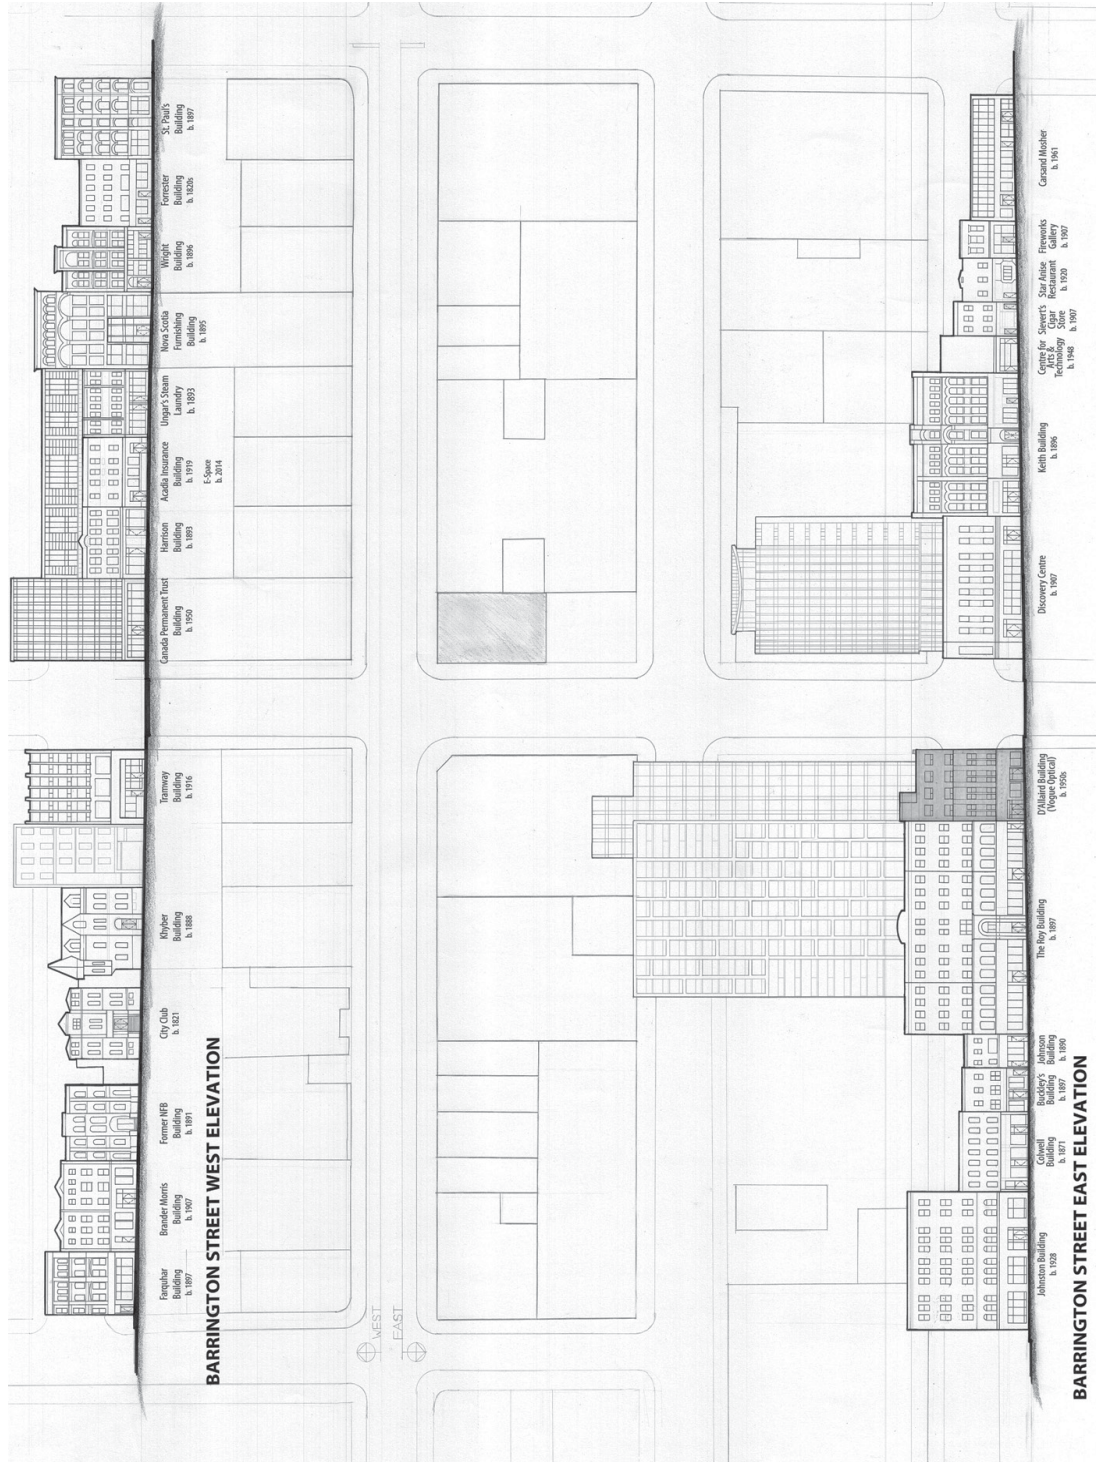 Farquhar
Building
b. 1897
Brander Morris
Building
b. 1907
Former NFB
Building
b. 1891
City Club
b. 1821
Khyber
Building
b. 1888
Tramway
Building
b. 1916
Canada Permanent Trust
Building
b. 1950
Harrison
Building
b. 1893
Acadia Insurance
Building
b. 1919
E-Space
b. 2014
Ungar's Steam
Laundry
b. 1893
Nova Scotia
Furnishing
Building
b. 1895
Wright
Building
b. 1896
Forrester
Building
b. 1820s
St. Paul's
Building
b. 1897
BARRINGTON STREET WEST ELEVATION
WEST
EAST
Johnston Building
b. 1928
Colwell
Building
b. 1871
Buckley's
Building
b. 1897
Johnson
Building
b. 1890
The Roy Building
b. 1897
D'Allaird Building
(Vogue Optical)
b. 1950s
Discovery Centre
b. 1907
Keith Building
b. 1896
Centre for
Arts &
Technology
b. 1948
Sievert's
Cigar
Store
b. 1907
Star Anise
Restaurant
b. 1920
Fireworks
Gallery
b. 1907
Carsand Mosher
b. 1961
BARRINGTON STREET EAST ELEVATION